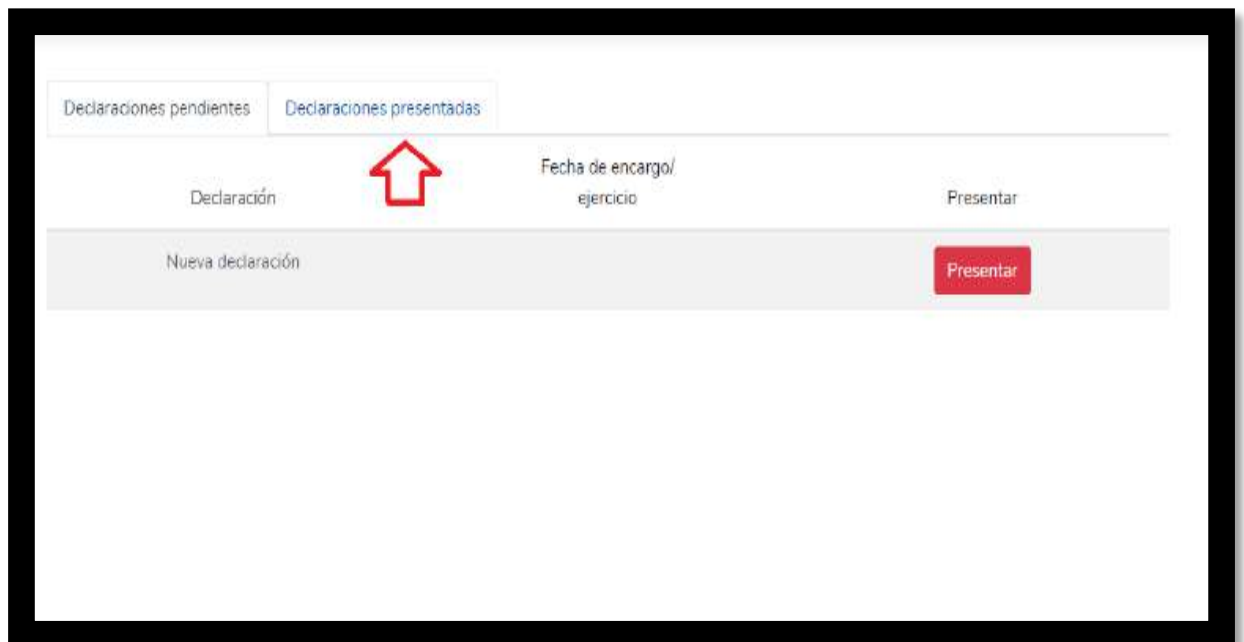 Declaraciones pendientes Declaraciones presentadas
Declaración Fecha de encargo/ ejercicio Presentar
Nueva declaración Presentar